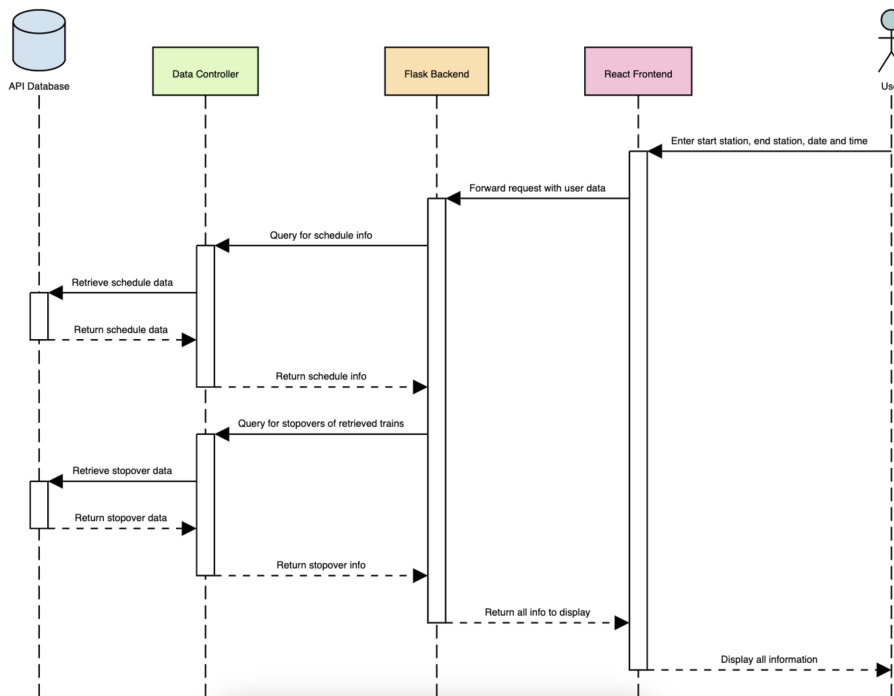 API Database
Data Controller
Flask Backend
React Frontend
Enter start station, end station, date and time
Forward request with user data
Query for schedule info
Retrieve schedule data
Return schedule data
Return schedule info
Query for stopovers of retrieved trains
Retrieve stopover data
Return stopover data
Return stopover info
Return all info to display
Display all information